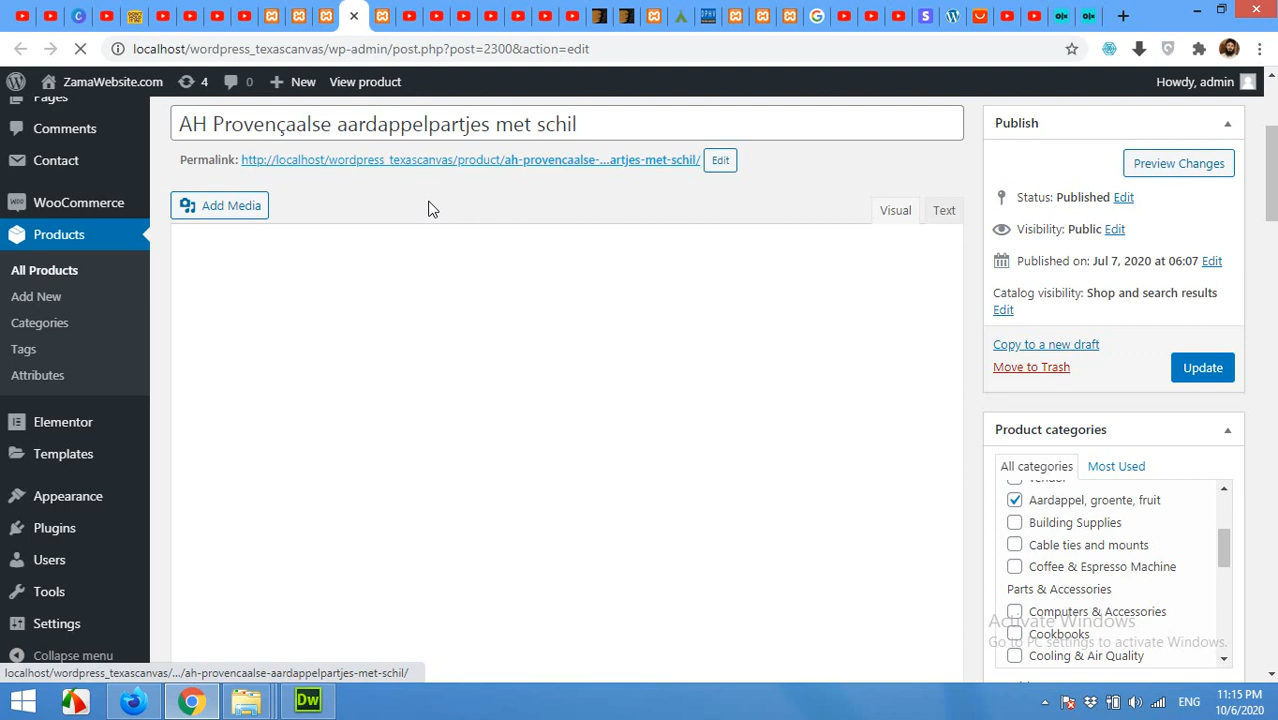 localhost/wordpress_texascanvas/wp-admin/post.php?post=2300&action=edit
ZamaWebsite.com 4 0 New View product Howdy, admin
Pages
Comments
Contact
WooCommerce
Products
All Products
Add New
Categories
Tags
Attributes
Elementor
Templates
Appearance
Plugins
Users
Tools
Settings
Collapse menu
AH Provençaalse aardappelpartjes met schil
Permalink: http://localhost/wordpress_texascanvas/product/ah-provencaalse-...artjes-met-schil/ Edit
Add Media
Visual Text
Publish
Preview Changes
Status: Published Edit
Visibility: Public Edit
Published on: Jul 7, 2020 at 06:07 Edit
Catalog visibility: Shop and search results
Edit
Copy to a new draft
Move to Trash
Update
Product categories
All categories Most Used
Vendor
Aardappel, groente, fruit
Building Supplies
Cable ties and mounts
Coffee & Espresso Machine
Parts & Accessories
Computers & Accessories
Cookbooks
Cooling & Air Quality
Activate Windows
Go to PC settings to activate Windows.
localhost/wordpress_texascanvas/.../ah-provencaalse-aardappelpartjes-met-schil/
Dw
ENG
11:15 PM
10/6/2020